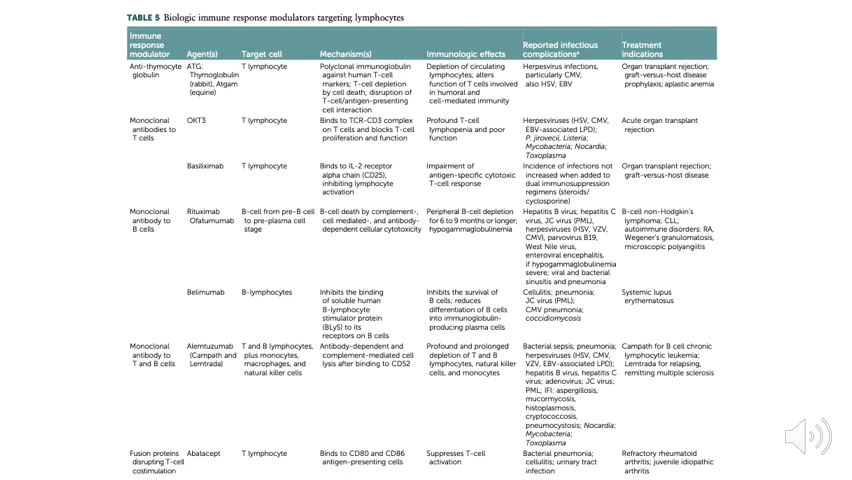 TABLE 5 Biologic immune response modulators targeting lymphocytes
Immune
response
modulator
Agent(s)
Target cell
Mechanism(s)
Immunologic effects
Reported infectious
complicationsᵃ
Treatment
indications
Anti-thymocyte
globulin
ATG:
Thymoglobulin
(rabbit), Atgam
(equine)
T lymphocyte
Polyclonal immunoglobulin
against human T-cell
markers; T-cell depletion
by cell death; disruption of
T-cell/antigen-presenting
cell interaction
Depletion of circulating
lymphocytes; alters
function of T cells involved
in humoral and
cell-mediated immunity
Herpesvirus infections,
particularly CMV,
also HSV, EBV
Organ transplant rejection;
graft-versus-host disease
prophylaxis; aplastic anemia
Monoclonal
antibodies to
T cells
OKT3
T lymphocyte
Binds to TCR-CD3 complex
on T cells and blocks T-cell
proliferation and function
Profound T-cell
lymphopenia and poor
function
Herpesviruses (HSV, CMV,
EBV-associated LPD);
P. jirovecii, Listeria;
Mycobacteria; Nocardia;
Toxoplasma
Acute organ transplant
rejection
Basiliximab
T lymphocyte
Binds to IL-2 receptor
alpha chain (CD25),
inhibiting lymphocyte
activation
Impairment of
antigen-specific cytotoxic
T-cell response
Incidence of infections not
increased when added to
dual immunosuppression
regimens (steroids/
cyclosporine)
Organ transplant rejection;
graft-versus-host disease
Monoclonal
antibody to
B cells
Rituximab
Ofatumumab
B-cell from pre-B cell
to pre-plasma cell
stage
B-cell death by complement-,
cell mediated-, and antibody-
dependent cellular cytotoxicity
Peripheral B-cell depletion
for 6 to 9 months or longer;
hypogammaglobulinemia
Hepatitis B virus; hepatitis C
virus, JC virus (PML),
herpesviruses (HSV, VZV,
CMV), parvovirus B19,
West Nile virus,
enteroviral encephalitis,
if hypogammaglobulinemia
severe; viral and bacterial
sinusitis and pneumonia
B-cell non-Hodgkin's
lymphoma; CLL;
autoimmune disorders: RA,
Wegener's granulomatosis,
microscopic polyangiitis
Belimumab
B-lymphocytes
Inhibits the binding
of soluble human
B-lymphocyte
stimulator protein
(BLyS) to its
receptors on B cells
Inhibits the survival of
B cells; reduces
differentiation of B cells
into immunoglobulin-
producing plasma cells
Cellulitis; pneumonia;
JC virus (PML);
CMV pneumonia;
coccidiomycosis
Systemic lupus
erythematosus
Monoclonal
antibody to
T and B cells
Alemtuzumab
(Campath and
Lemtrada)
T and B lymphocytes,
plus monocytes,
macrophages, and
natural killer cells
Antibody-dependent and
complement-mediated cell
lysis after binding to CD52
Profound and prolonged
depletion of T and B
lymphocytes, natural killer
cells, and monocytes
Bacterial sepsis; pneumonia;
herpesviruses (HSV, CMV,
VZV, EBV-associated LPD);
hepatitis B virus, hepatitis C
virus; adenovirus; JC virus;
PML; IFI: aspergillosis,
mucormycosis,
histoplasmosis,
cryptococcosis,
pneumocystosis; Nocardia;
Mycobacteria;
Toxoplasma
Campath for B cell chronic
lymphocytic leukemia;
Lemtrada for relapsing,
remitting multiple sclerosis
Fusion proteins
disrupting T-cell
costimulation
Abatacept
T lymphocyte
Binds to CD80 and CD86
antigen-presenting cells
Suppresses T-cell
activation
Bacterial pneumonia;
cellulitis; urinary tract
infection
Refractory rheumatoid
arthritis; juvenile idiopathic
arthritis